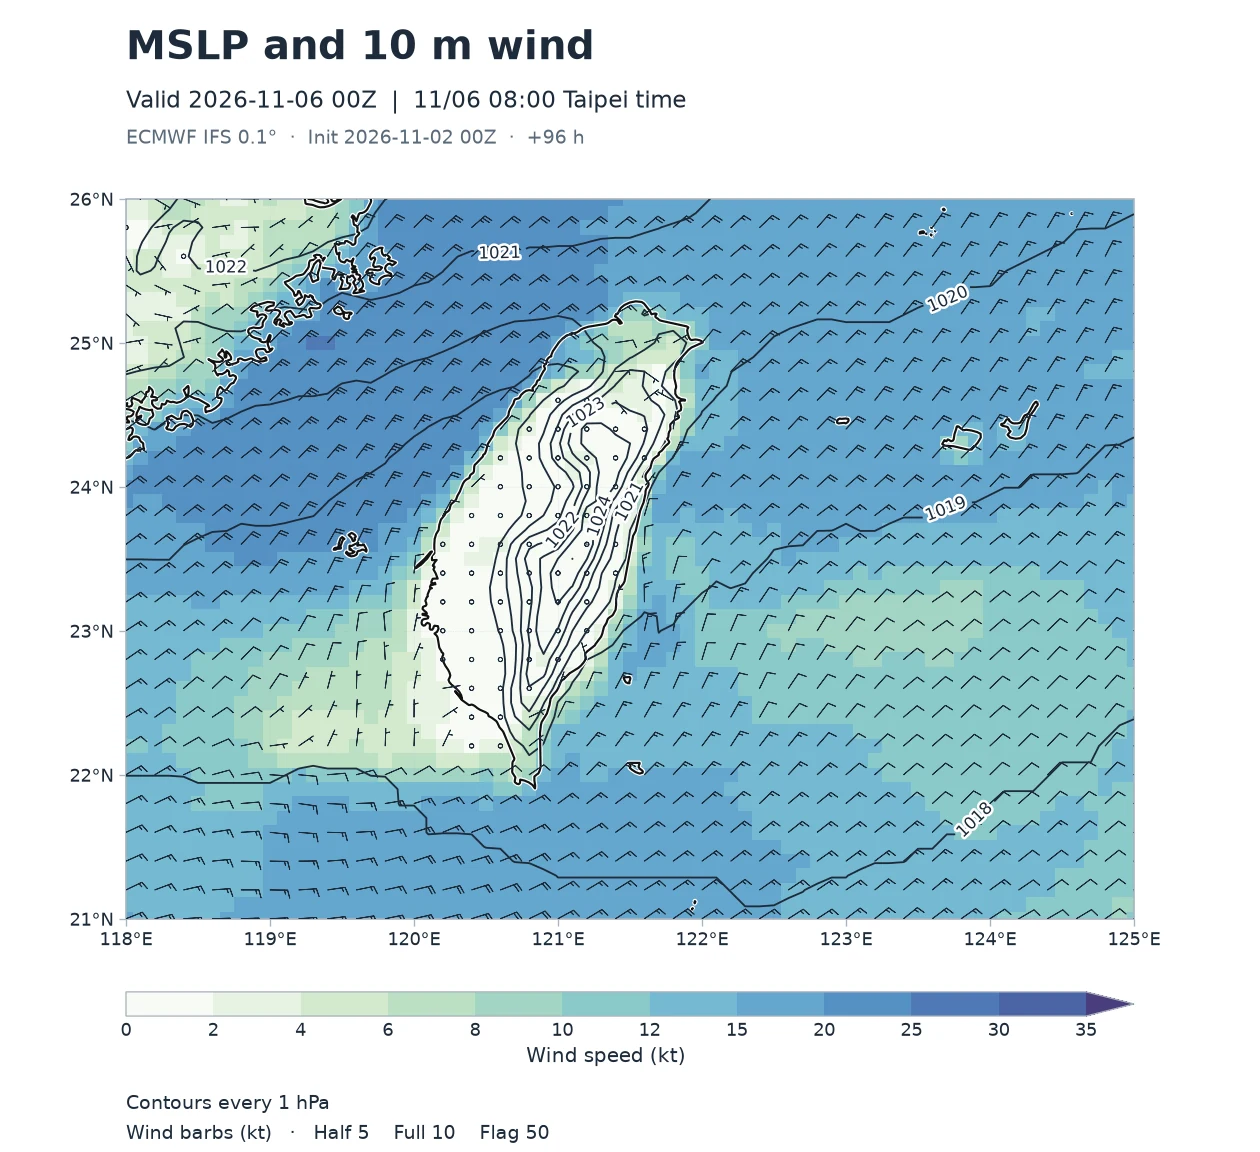 MSLP and 10 m wind
Valid 2026-11-06 00Z | 11/06 08:00 Taipei time
ECMWF IFS 0.1° · Init 2026-11-02 00Z · +96 h
26°N
25°N
24°N
23°N
22°N
21°N
1022
1021
1020
1023
1021
1024
1022
1019
1018
118°E 119°E 120°E 121°E 122°E 123°E 124°E 125°E
0 2 4 6 8 10 12 15 20 25 30 35
Wind speed (kt)
Contours every 1 hPa
Wind barbs (kt) · Half 5 Full 10 Flag 50